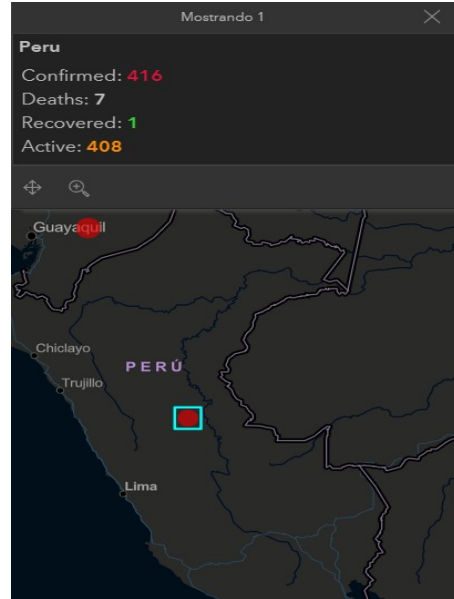 Mostrando 1
Peru
Confirmed: 416
Deaths: 7
Recovered: 1
Active: 408
Guayaquil
Chiclayo
PERÚ
Trujillo
Lima